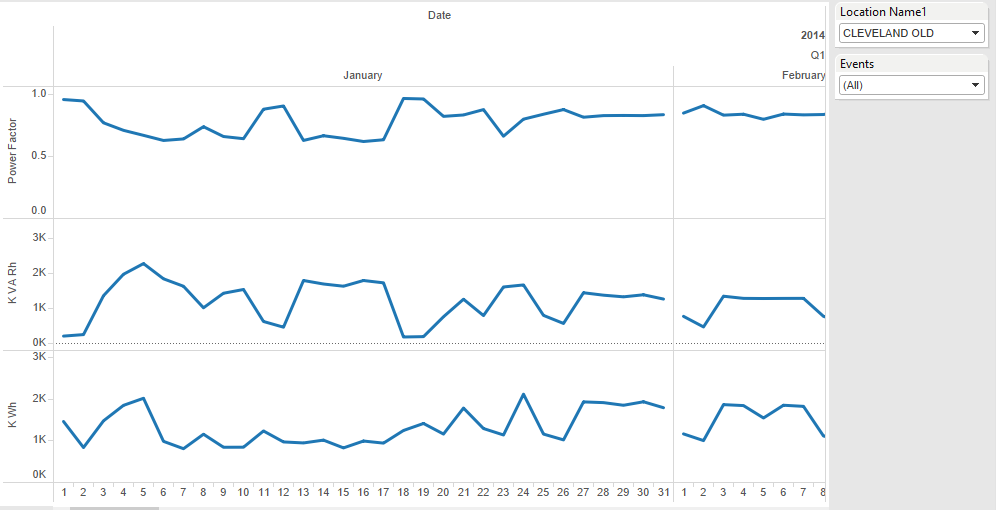 Date
2014
Q1
January
February
Power Factor
1.0
0.5
0.0
K VA Rh
3K
2K
1K
0K
K Wh
3K
2K
1K
0K
1 2 3 4 5 6 7 8 9 10 11 12 13 14 15 16 17 18 19 20 21 22 23 24 25 26 27 28 29 30 31 1 2 3 4 5 6 7 8
Location Name1
CLEVELAND OLD
Events
(All)